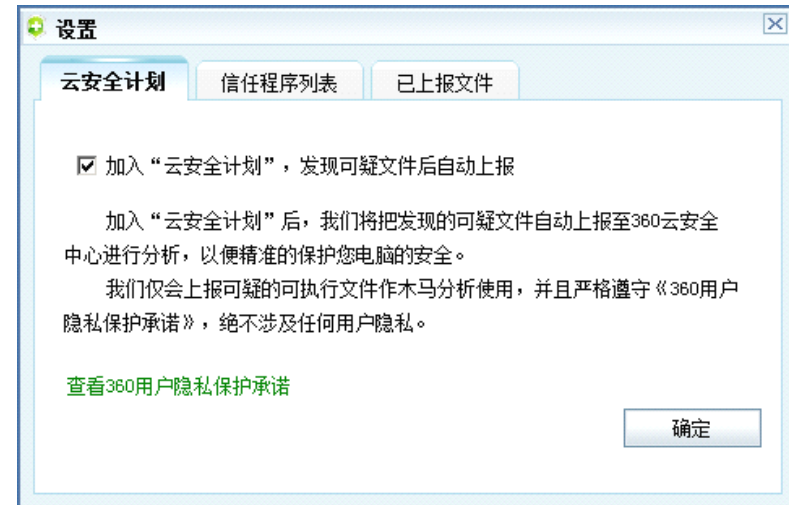 设置
云安全计划 信任程序列表 已上报文件
加入“云安全计划”，发现可疑文件后自动上报
加入“云安全计划”后，我们将把发现的可疑文件自动上报至360云安全
中心进行分析，以便精准的保护您电脑的安全。
我们仅会上报可疑的可执行文件作木马分析使用，并且严格遵守《360用户
隐私保护承诺》，绝不涉及任何用户隐私。
查看360用户隐私保护承诺
确定